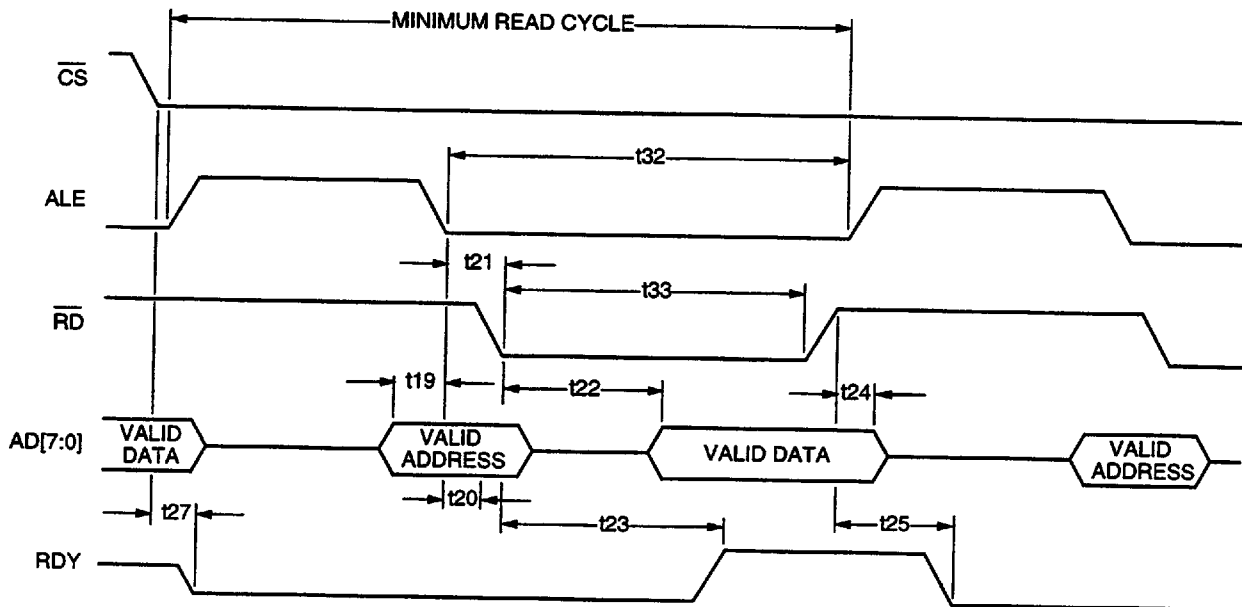 MINIMUM READ CYCLE
CS
t32
ALE
t21
t33
RD
t19
t22
t24
AD[7:0]
VALID
DATA
VALID
ADDRESS
VALID DATA
VALID
ADDRESS
t20
t27
t23
t25
RDY